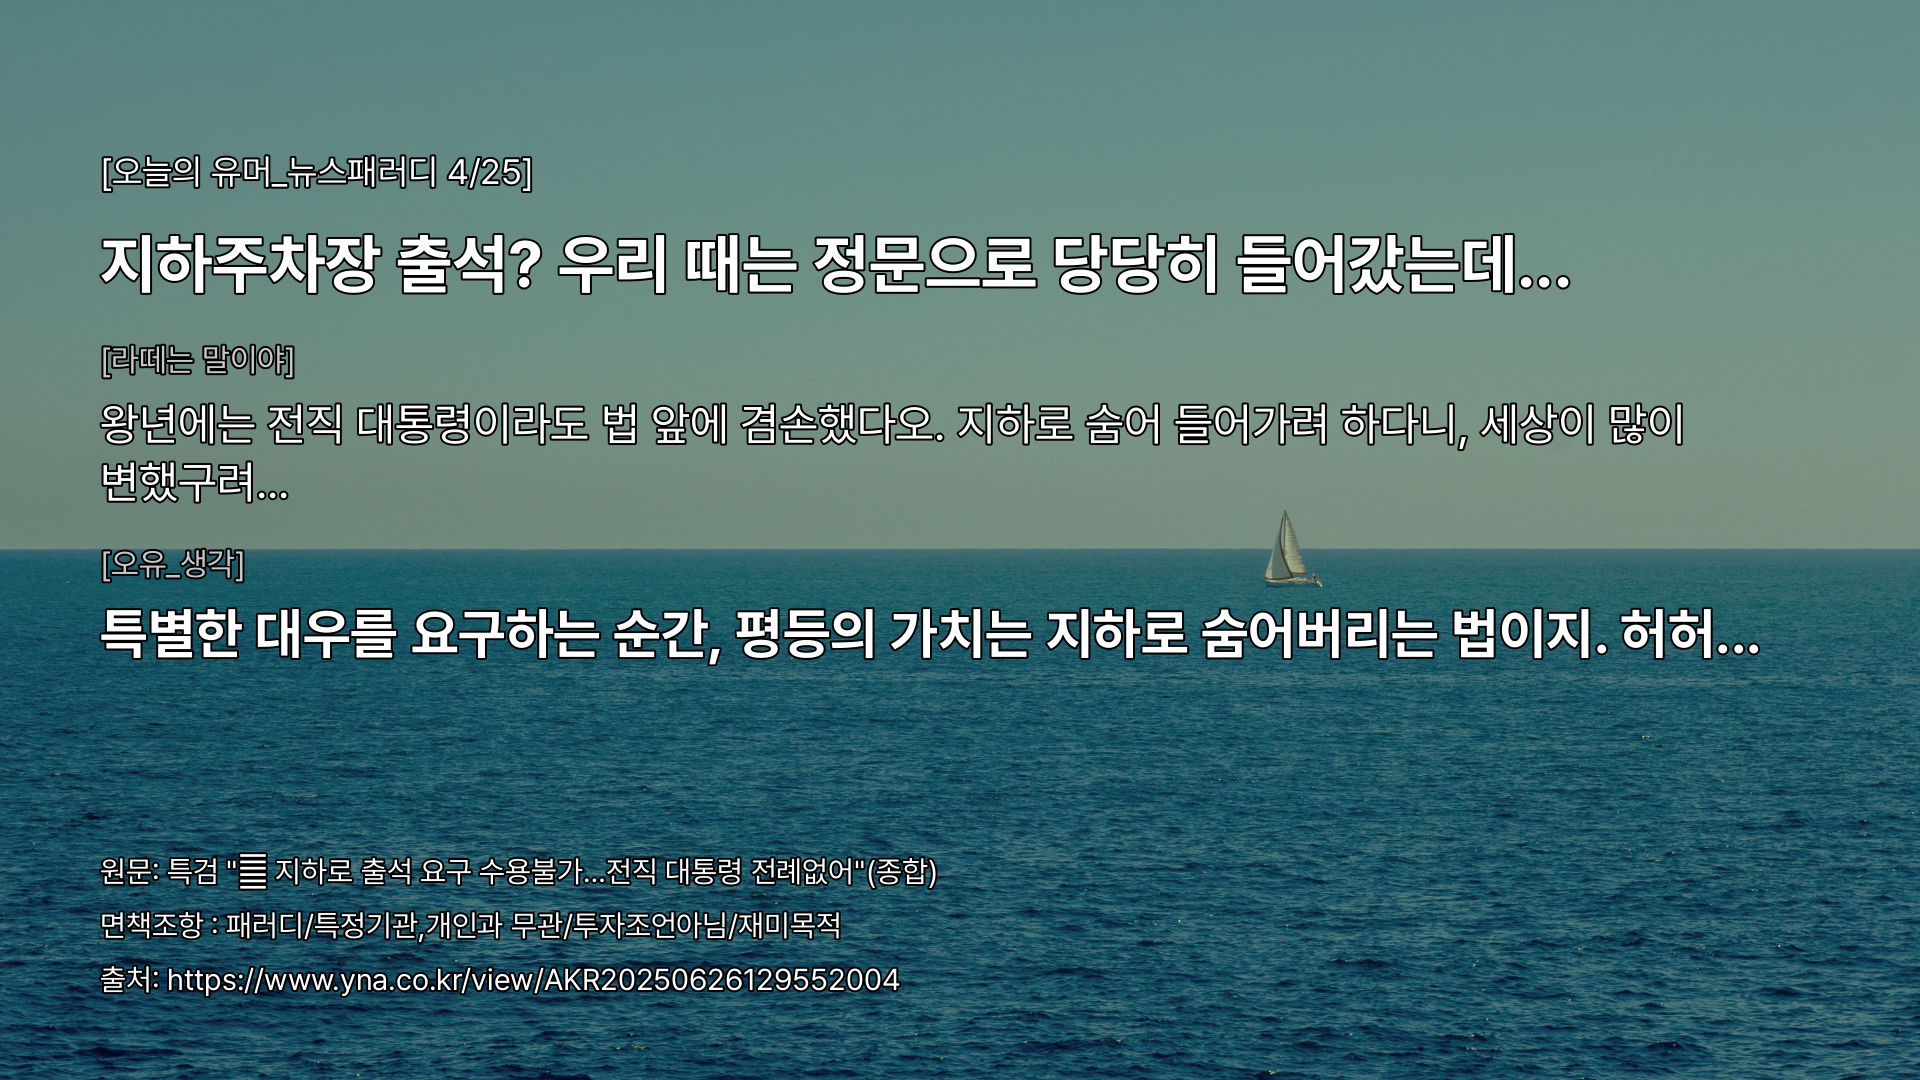 [오늘의 유머_뉴스패러디 4/25]
지하주차장 출석? 우리 때는 정문으로 당당히 들어갔는데...
[라떼는 말이야]
왕년에는 전직 대통령이라도 법 앞에 겸손했다오. 지하로 숨어 들어가려 하다니, 세상이 많이
변했구려...
[오유_생각]
특별한 대우를 요구하는 순간, 평등의 가치는 지하로 숨어버리는 법이지. 허허...
원문: 특검 " 지하로 출석 요구 수용불가...전직 대통령 전례없어"(종합)
면책조항 : 패러디/특정기관,개인과 무관/투자조언아님/재미목적
출처: https://www.yna.co.kr/view/AKR20250626129552004